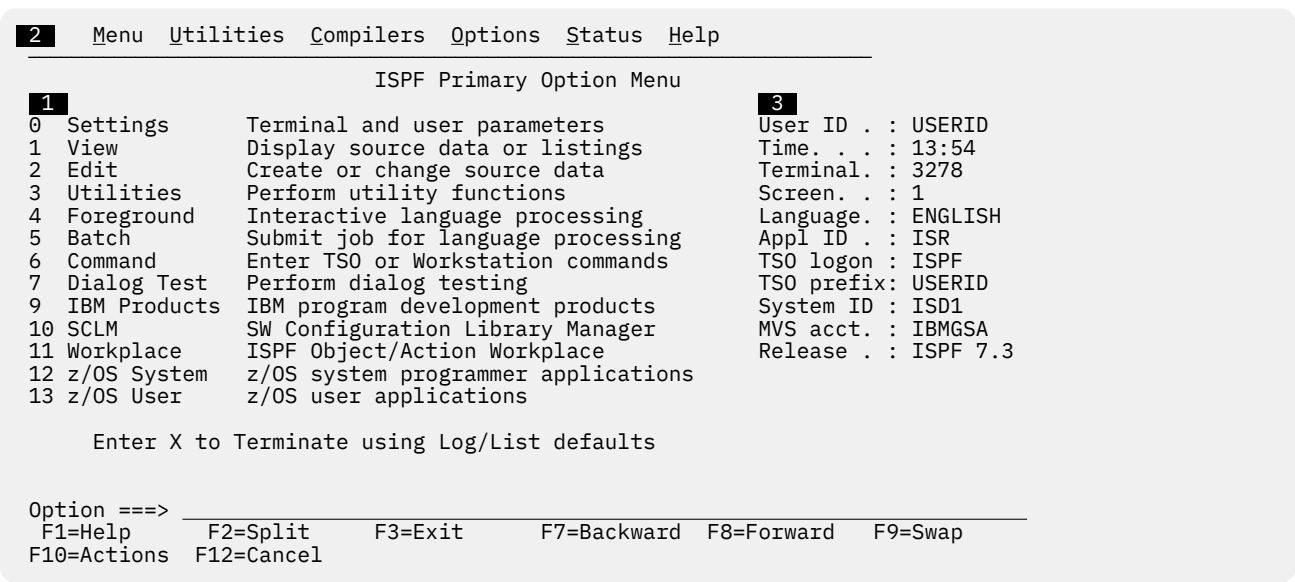 2 Menu Utilities Compilers Options Status Help
ISPF Primary Option Menu
1 3
0 Settings Terminal and user parameters User ID . : USERID
1 View Display source data or listings Time. . . : 13:54
2 Edit Create or change source data Terminal. : 3278
3 Utilities Perform utility functions Screen. . : 1
4 Foreground Interactive language processing Language. : ENGLISH
5 Batch Submit job for language processing Appl ID . : ISR
6 Command Enter TSO or Workstation commands TSO logon : ISPF
7 Dialog Test Perform dialog testing TSO prefix: USERID
9 IBM Products IBM program development products System ID : ISD1
10 SCLM SW Configuration Library Manager MVS acct. : IBMGSA
11 Workplace ISPF Object/Action Workplace Release . : ISPF 7.3
12 z/OS System z/OS system programmer applications
13 z/OS User z/OS user applications
Enter X to Terminate using Log/List defaults
Option ===>
F1=Help F2=Split F3=Exit F7=Backward F8=Forward F9=Swap
F10=Actions F12=Cancel